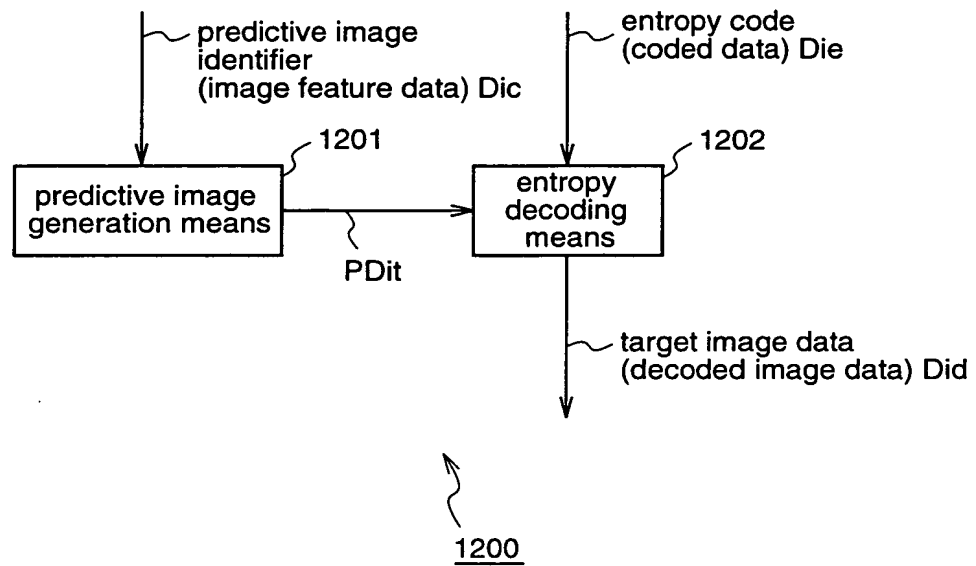 predictive image
identifier
(image feature data) Dic
entropy code
(coded data) Die
1201
1202
predictive image
generation means
entropy
decoding
means
PDit
target image data
(decoded image data) Did
1200